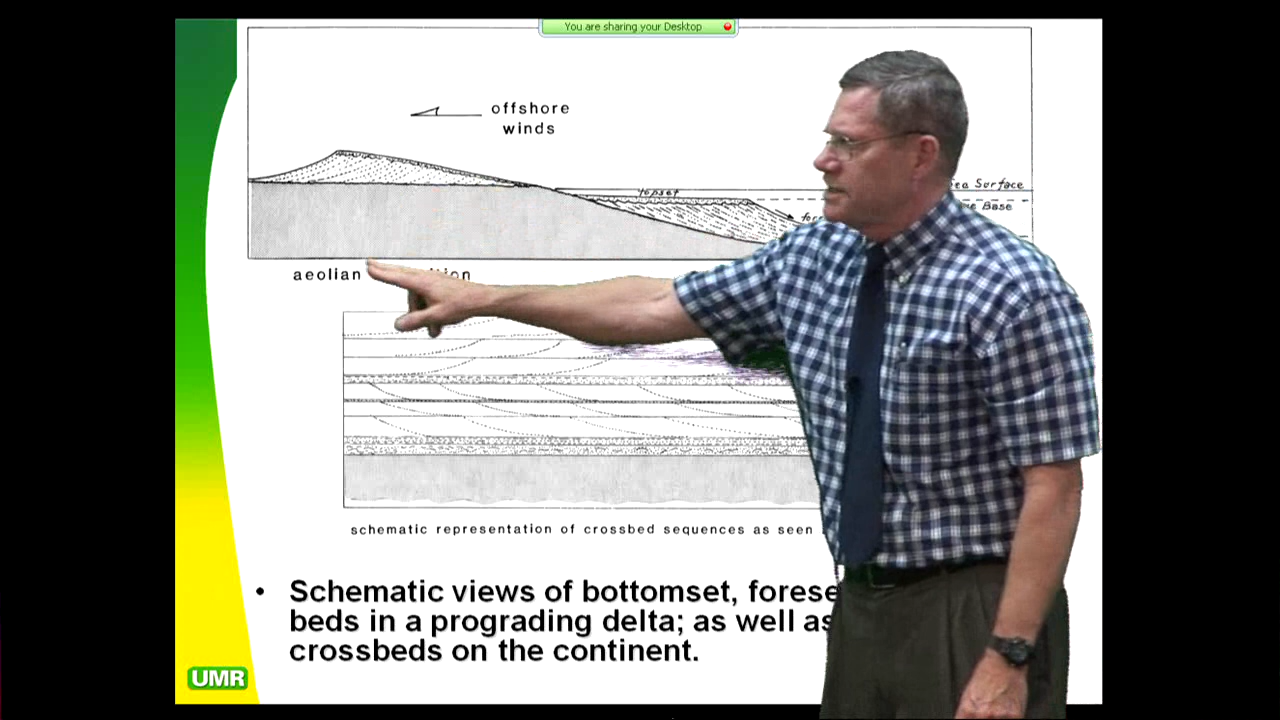 You are sharing your Desktop
offshore
winds
topset
Sea Surface
Base
aeolian
schematic representation of crossbed sequences as seen
• Schematic views of bottomset, forese
beds in a prograding delta; as well as
crossbeds on the continent.
UMR